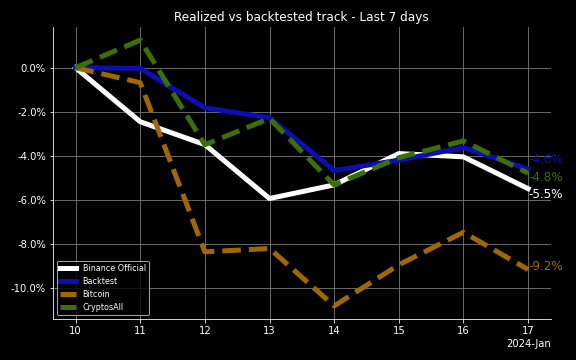 Realized vs backtested track - Last 7 days
0.0%
-2.0%
-4.0%
-6.0%
-8.0%
-10.0%
-4.6%
-4.8%
-5.5%
-9.2%
Binance Official
Backtest
Bitcoin
CryptosAll
10 11 12 13 14 15 16 17
2024-Jan